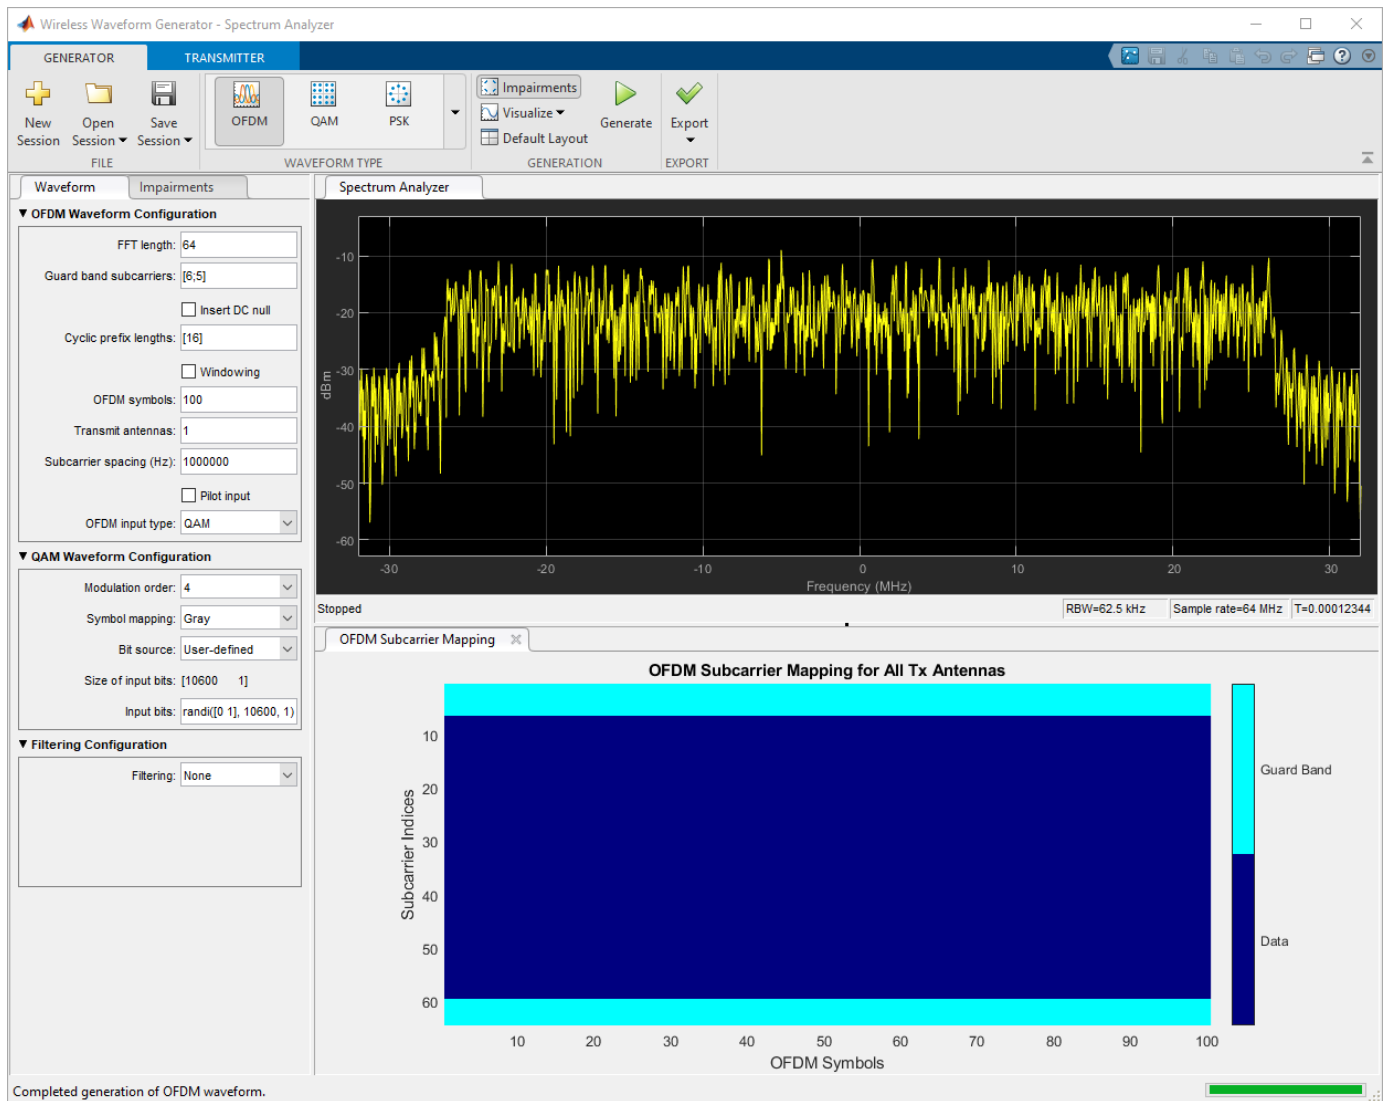 Wireless Waveform Generator - Spectrum Analyzer
GENERATOR TRANSMITTER
New Session
Open Session
Save Session
FILE
OFDM
QAM
PSK
WAVEFORM TYPE
Impairments
Visualize
Default Layout
Generate
GENERATION
Export
EXPORT
Waveform Impairments
OFDM Waveform Configuration
FFT length: 64
Guard band subcarriers: [6;5]
Insert DC null
Cyclic prefix lengths: [16]
Windowing
OFDM symbols: 100
Transmit antennas: 1
Subcarrier spacing (Hz): 1000000
Pilot input
OFDM input type: QAM
QAM Waveform Configuration
Modulation order: 4
Symbol mapping: Gray
Bit source: User-defined
Size of input bits: [10600 1]
Input bits: randi([0 1], 10600, 1)
Filtering Configuration
Filtering: None
Spectrum Analyzer
-10
-20
-30
-40
-50
-60
dBm
-30 -20 -10 0 10 20 30
Frequency (MHz)
Stopped RBW=62.5 kHz Sample rate=64 MHz T=0.00012344
OFDM Subcarrier Mapping
OFDM Subcarrier Mapping for All Tx Antennas
10
20
30
40
50
60
Subcarrier Indices
10 20 30 40 50 60 70 80 90 100
OFDM Symbols
Guard Band
Data
Completed generation of OFDM waveform.